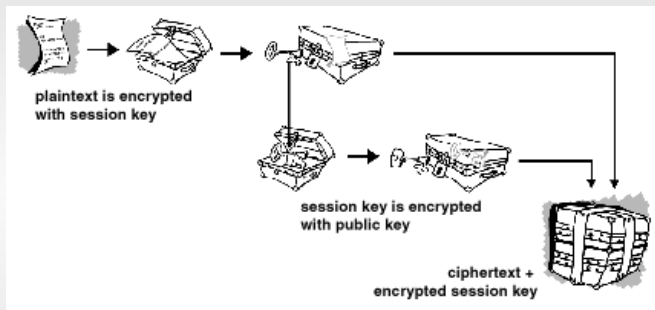 plaintext is encrypted
with session key
session key is encrypted
with public key
ciphertext +
encrypted session key